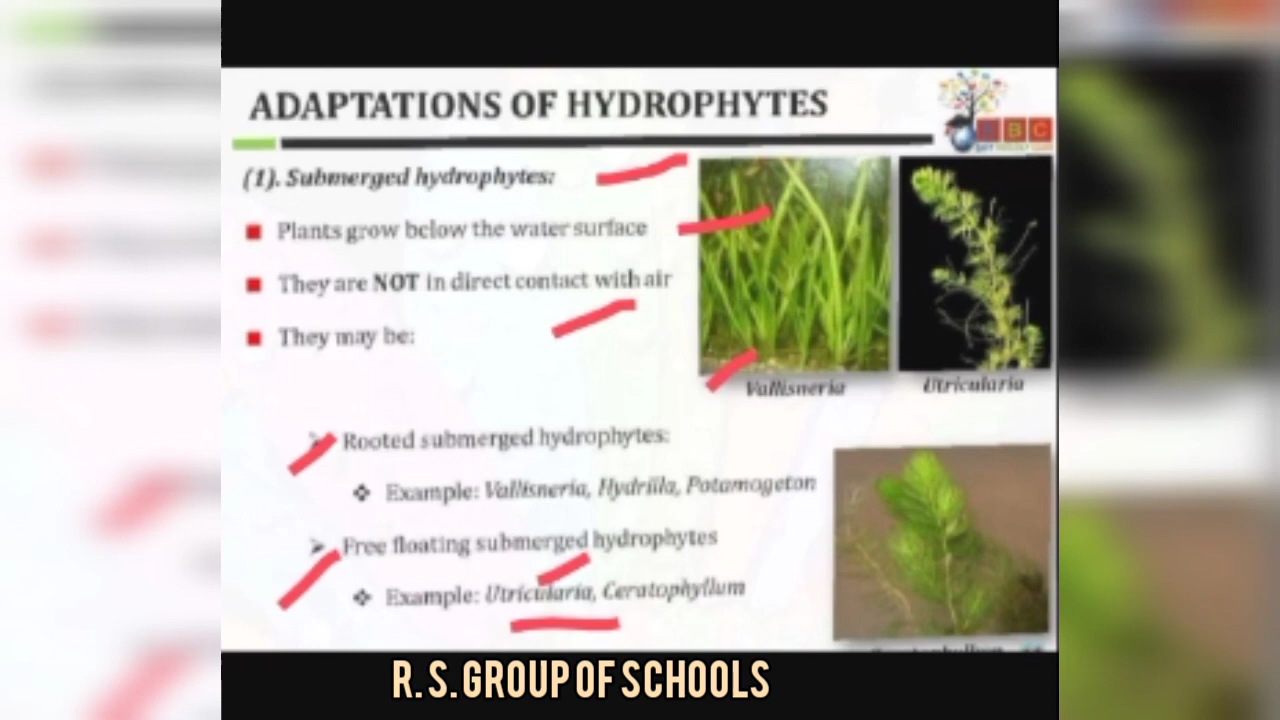 ADAPTATIONS OF HYDROPHYTES
BC
(1). Submerged hydrophytes:
Plants grow below the water surface
They are NOT in direct contact with air
They may be:
Vallisneria
Utricularia
Rooted submerged hydrophytes:
Example: Vallisneria, Hydrilla, Potamogeton
Free floating submerged hydrophytes
Example: Utricularia, Ceratophyllum
R. S. GROUP OF SCHOOLS